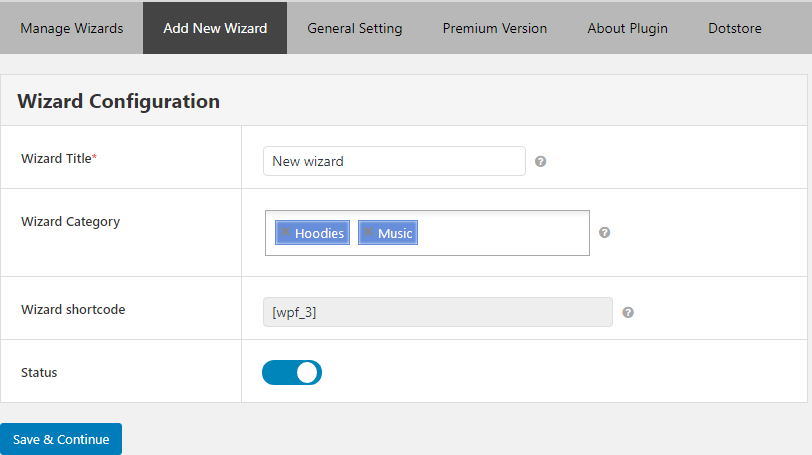 Manage Wizards Add New Wizard General Setting Premium Version About Plugin Dotstore
Wizard Configuration
Wizard Title* New wizard ?
Wizard Category × Hoodies × Music ?
Wizard shortcode [wpf_3] ?
Status
Save & Continue